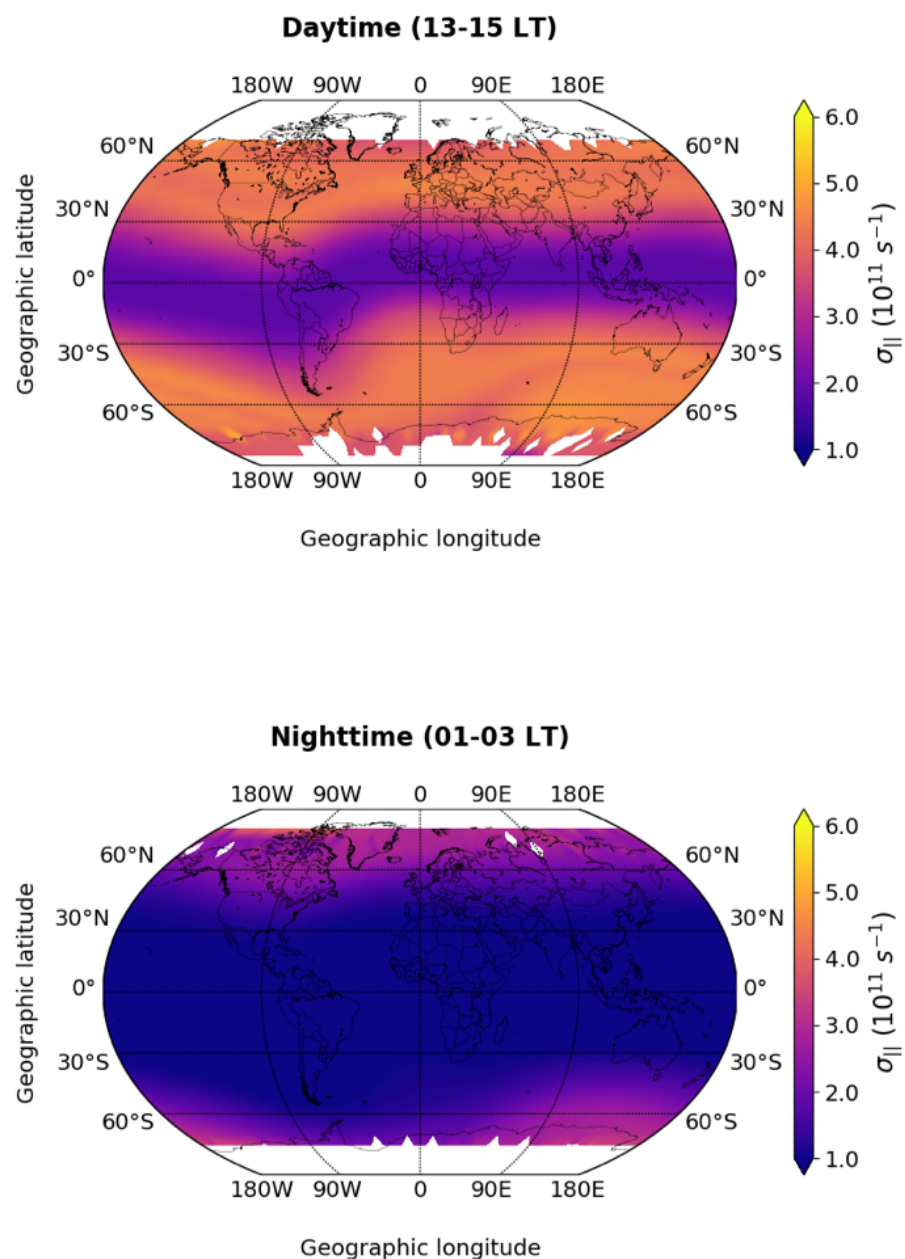 Daytime (13-15 LT)
180W 90W 0 90E 180E
60°N 60°N
30°N 30°N
0° 0°
30°S 30°S
60°S 60°S
180W 90W 0 90E 180E
Geographic latitude
Geographic longitude
6.0
5.0
4.0
3.0
2.0
1.0
σ|| (10¹¹ s⁻¹)
Nighttime (01-03 LT)
180W 90W 0 90E 180E
60°N 60°N
30°N 30°N
0° 0°
30°S 30°S
60°S 60°S
180W 90W 0 90E 180E
Geographic latitude
Geographic longitude
6.0
5.0
4.0
3.0
2.0
1.0
σ|| (10¹¹ s⁻¹)